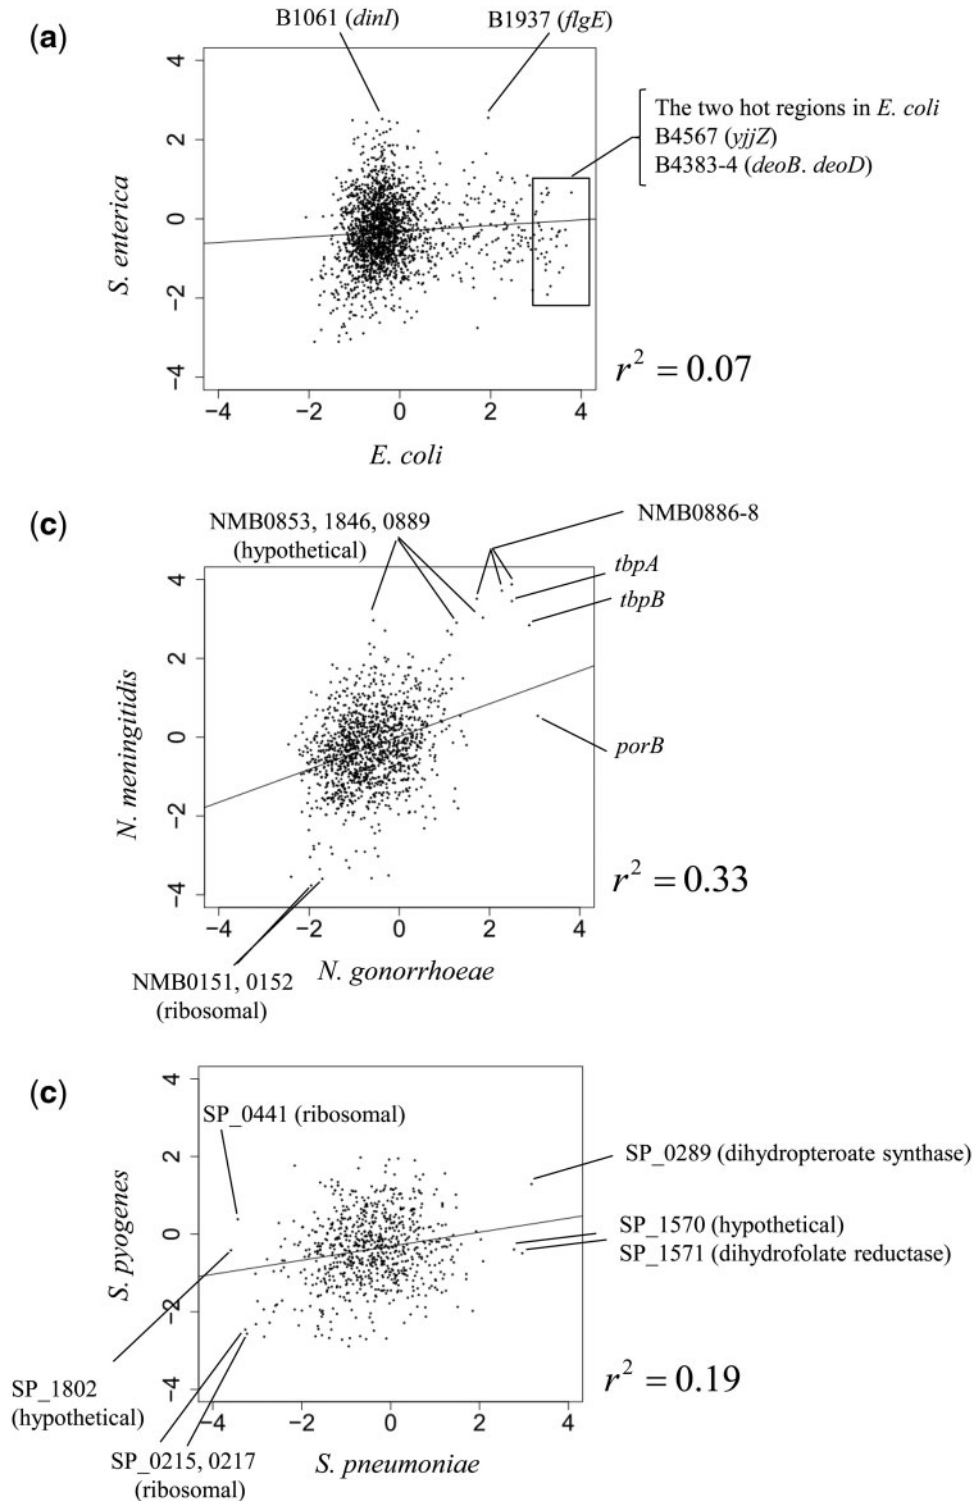 (a)
B1061 (dinI)
B1937 (flgE)
The two hot regions in E. coli
B4567 (yjjZ)
B4383-4 (deoB. deoD)
S. enterica
4
2
0
−2
−4
−4 −2 0 2 4
E. coli
r² = 0.07
(c)
NMB0853, 1846, 0889
(hypothetical)
NMB0886-8
tbpA
tbpB
porB
N. meningitidis
4
2
0
−2
−4
−4 −2 0 2 4
N. gonorrhoeae
r² = 0.33
NMB0151, 0152
(ribosomal)
(c)
SP_0441 (ribosomal)
SP_0289 (dihydropteroate synthase)
SP_1570 (hypothetical)
SP_1571 (dihydrofolate reductase)
S. pyogenes
4
2
0
−2
−4
−4 −2 0 2 4
S. pneumoniae
r² = 0.19
SP_1802
(hypothetical)
SP_0215, 0217
(ribosomal)